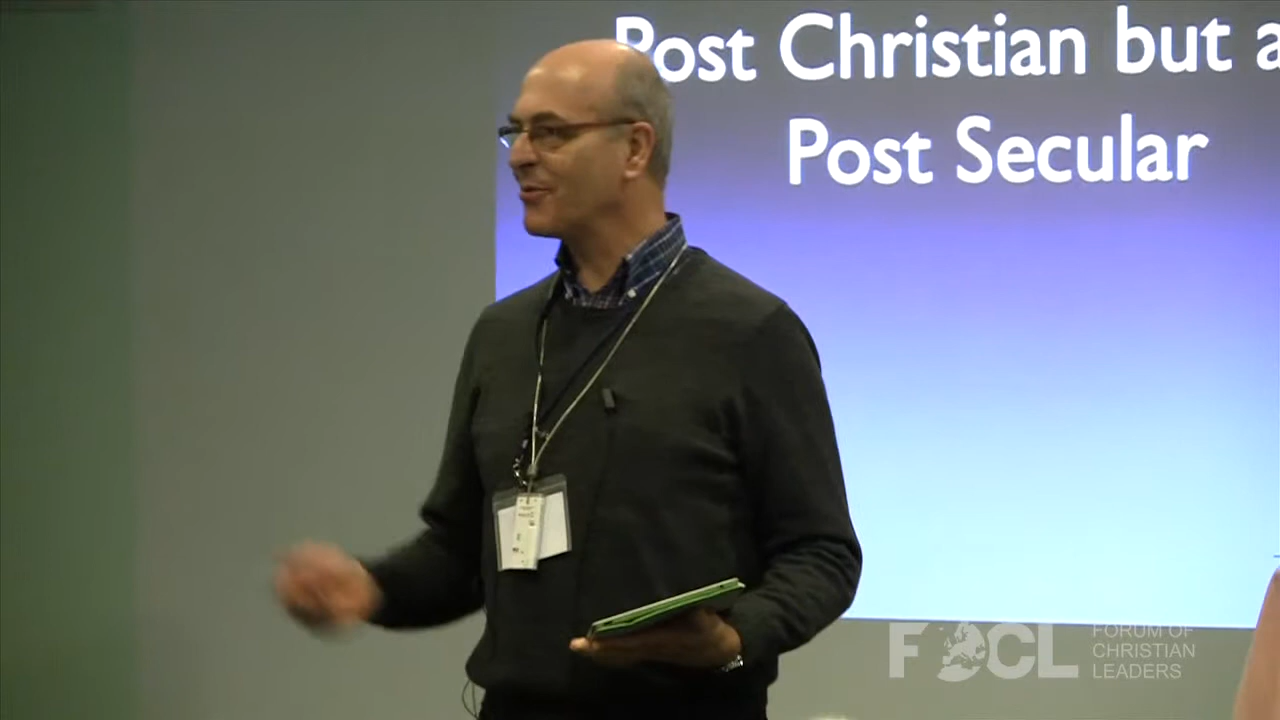 Post Christian but a
Post Secular
FOCL
FORUM OF
CHRISTIAN
LEADERS